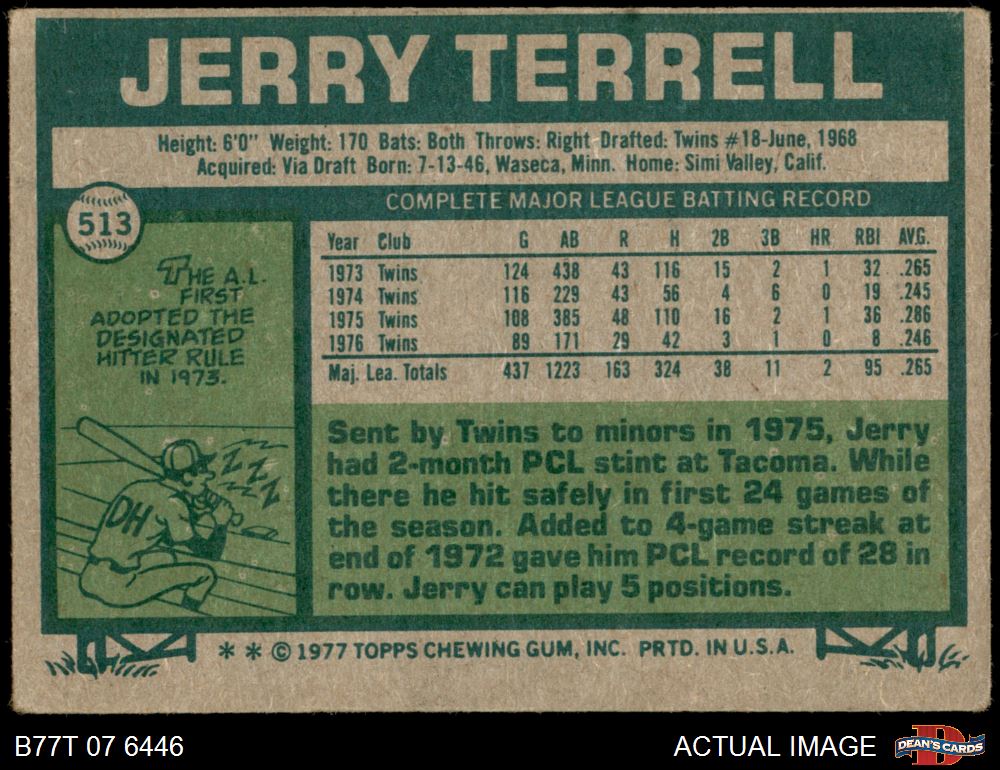 JERRY TERRELL
Height: 6'0" Weight: 170 Bats: Both Throws: Right Drafted: Twins #18-June, 1968
Acquired: Via Draft Born: 7-13-46, Waseca, Minn. Home: Simi Valley, Calif.
513
COMPLETE MAJOR LEAGUE BATTING RECORD
Year Club G AB R H 2B 3B HR RBI AVG.
1973 Twins 124 438 43 116 15 2 1 32 .265
1974 Twins 116 229 43 56 4 6 0 19 .245
1975 Twins 108 385 48 110 16 2 1 36 .286
1976 Twins 89 171 29 42 3 1 0 8 .246
Maj. Lea. Totals 437 1223 163 324 38 11 2 95 .265
THE A.L.
FIRST
ADOPTED THE
DESIGNATED
HITTER RULE
IN 1973.
ZZZZZ
DH
Sent by Twins to minors in 1975, Jerry
had 2-month PCL stint at Tacoma. While
there he hit safely in first 24 games of
the season. Added to 4-game streak at
end of 1972 gave him PCL record of 28 in
row. Jerry can play 5 positions.
* * © 1977 TOPPS CHEWING GUM, INC. PRTD. IN U.S.A.
B77T 07 6446
ACTUAL IMAGE
D
DEAN'S CARDS